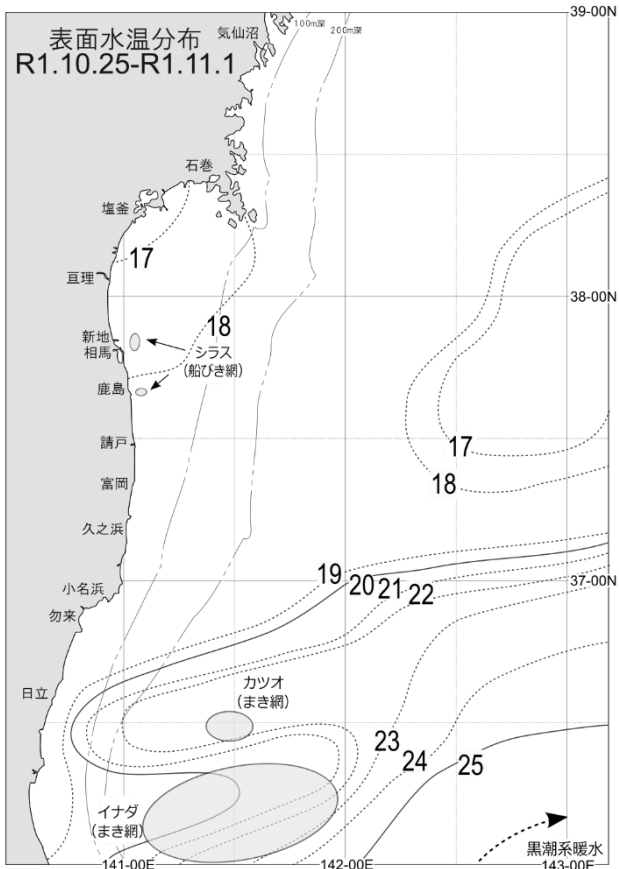 39-00N
100m深
200m深
気仙沼
表面水温分布
R1.10.25-R1.11.1
石巻
塩釜
17
亘理
38-00N
18
新地
相馬
シラス
(船びき網)
鹿島
請戸
17
18
富岡
久之浜
19
20
21
22
37-00N
小名浜
勿来
日立
カツオ
(まき網)
23
24
25
イナダ
(まき網)
黒潮系暖水
141-00E
142-00E
143-00E